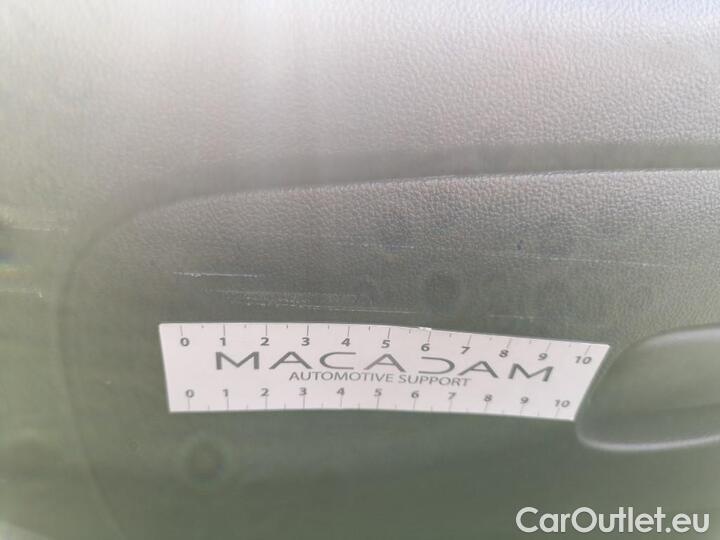 0 1 2 3 4 5 6 7 8 9 10
MACADAM
AUTOMOTIVE SUPPORT
0 1 2 3 4 5 6 7 8 9 10
CarOutlet.eu